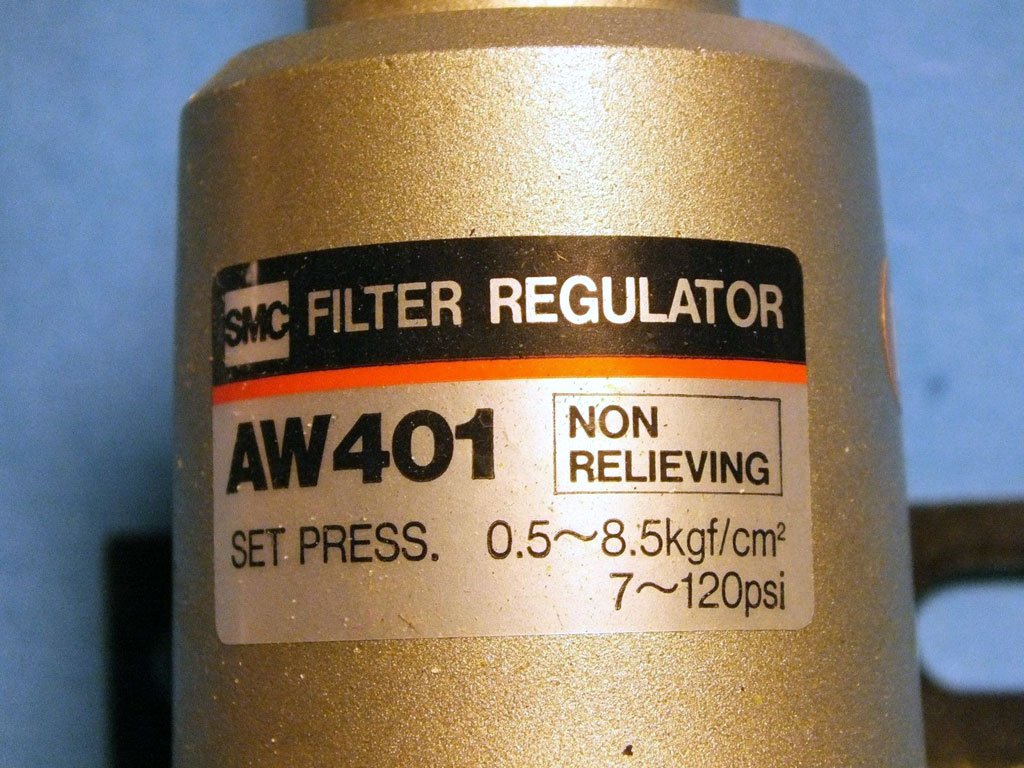 SMC FILTER REGULATOR
AW401
NON
RELIEVING
SET PRESS. 0.5～8.5kgf/cm²
7～120psi